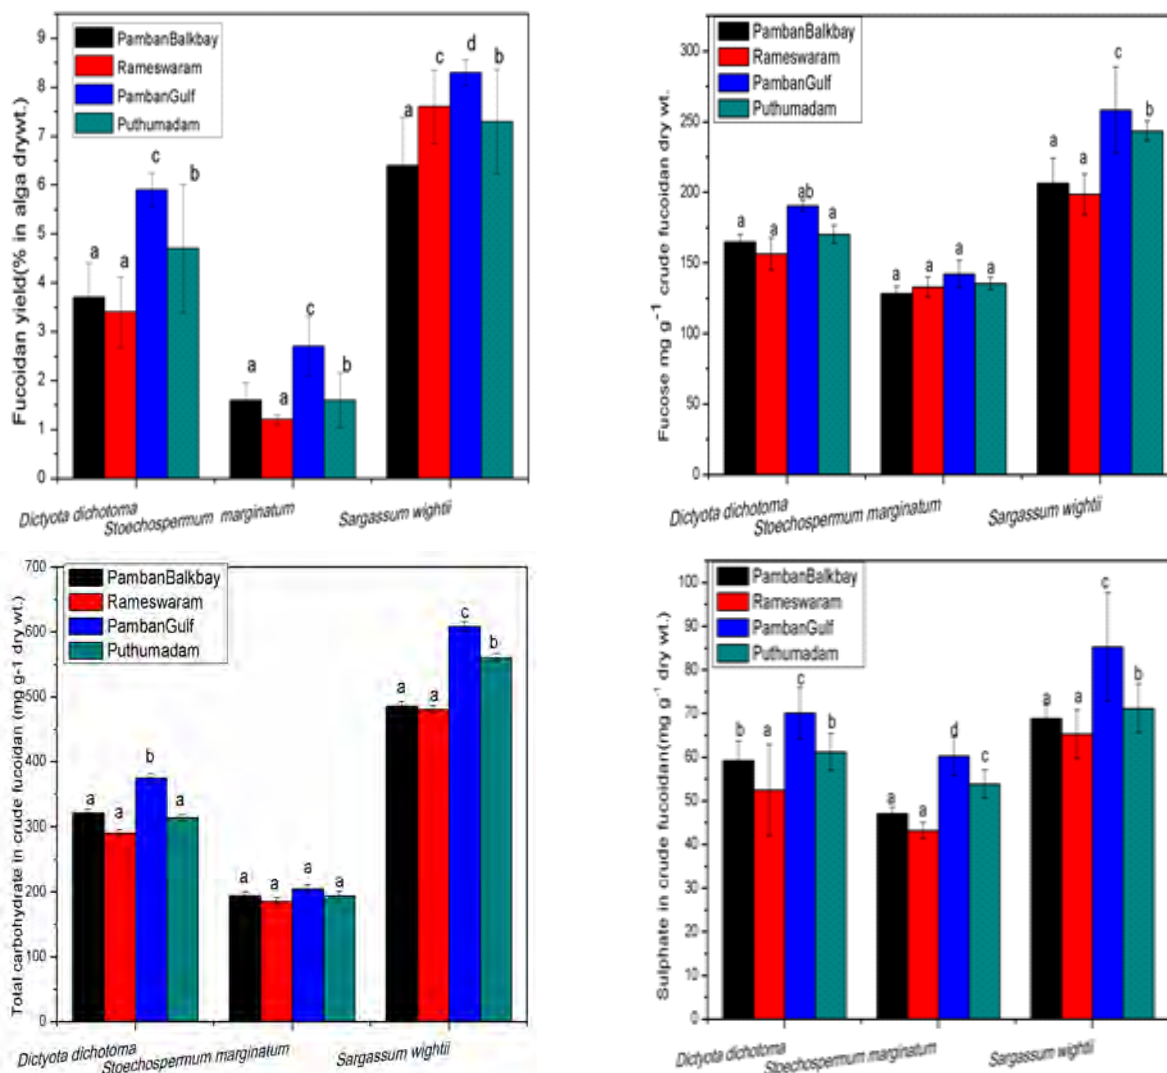 Fucoidan yield(% in alga drywt.)
9
8
7
6
5
4
3
2
1
0
PambanBalkbay
Rameswaram
PambanGulf
Puthumadam
a
a
c
b
a
a
c
b
a
c
d
b
Dictyota dichotoma
Stoechospermum marginatum
Sargassum wightii
Fucose mg g-1 crude fucoidan dry wt.
300
250
200
150
100
50
0
PambanBalkbay
Rameswaram
PambanGulf
Puthumadam
a
a
ab
a
a
a
a
a
a
a
c
b
Dictyota dichotoma
Stoechospermum marginatum
Sargassum wightii
Total carbohydrate in crude fucoidan (mg g-1 dry wt.)
700
600
500
400
300
200
100
0
PambanBalkbay
Rameswaram
PambanGulf
Puthumadam
a
a
b
a
a
a
a
a
a
a
c
b
Dictyota dichotoma
Stoechospermum marginatum
Sargassum wightii
Sulphate in crude fucoidan(mg g-1 dry wt.)
100
90
80
70
60
50
40
30
20
10
0
PambanBalkbay
Rameswaram
PambanGulf
Puthumadam
b
a
c
b
a
a
d
c
a
a
c
b
Dictyota dichotoma
Stoechospermum marginatum
Sargassum wightii